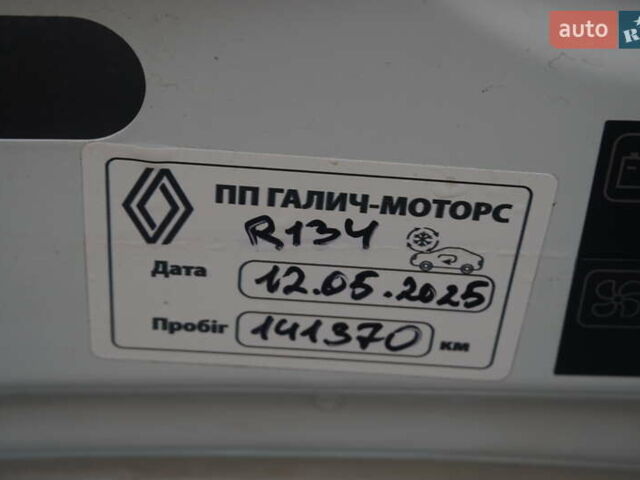 auto
ПП ГАЛИЧ-МОТОРС
R134
Дата 12.05.2025
Пробіг 141370 км